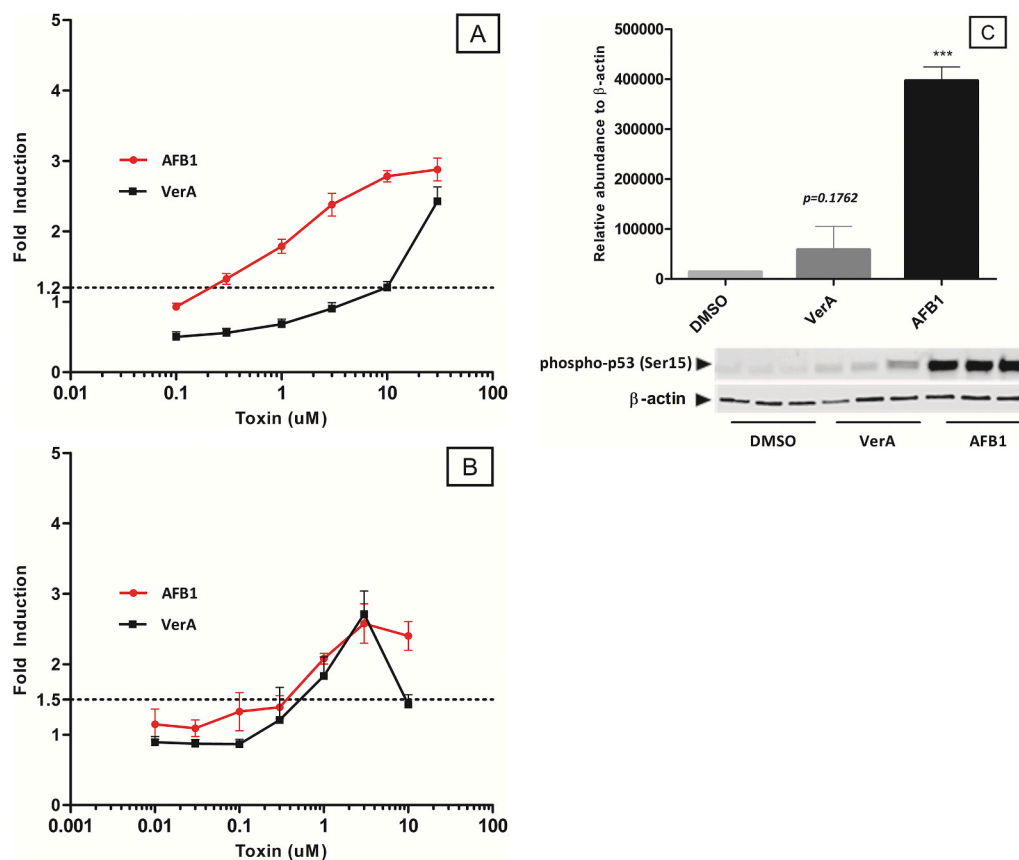 A
5
4
3
2
1.2
1
0
Fold Induction
AFB1
VerA
0.1
1
10
100
Toxin (uM)
B
5
4
3
2
1.5
1
0
Fold Induction
AFB1
VerA
0.001
0.01
0.1
1
10
100
Toxin (uM)
C
500000
400000
300000
200000
100000
0
Relative abundance to β-actin
p=0.1762
***
DMSO
VerA
AFB1
phospho-p53 (Ser15)
β-actin
DMSO
VerA
AFB1